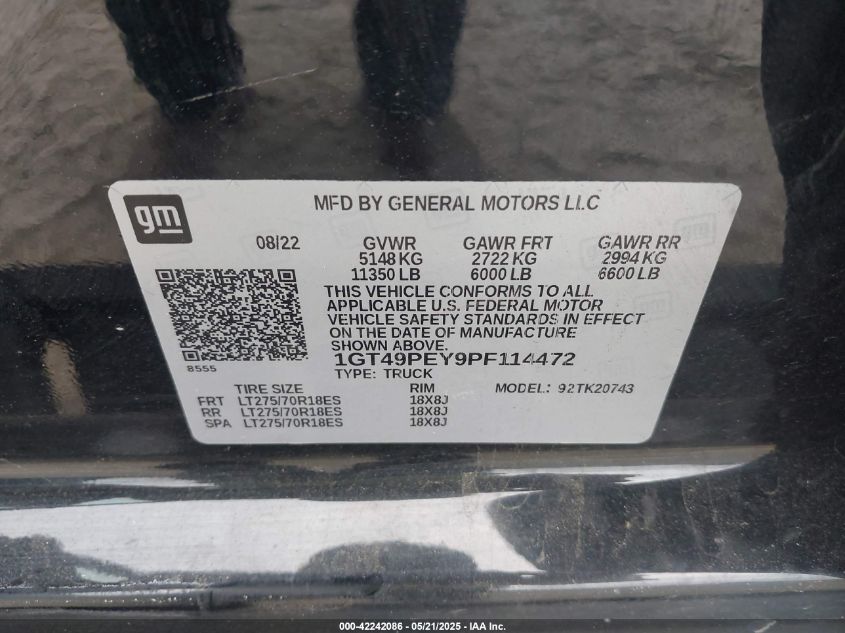 gm
MFD BY GENERAL MOTORS LLC
08/22 GVWR GAWR FRT GAWR RR
5148 KG 2722 KG 2994 KG
11350 LB 6000 LB 6600 LB
THIS VEHICLE CONFORMS TO ALL
APPLICABLE U.S. FEDERAL MOTOR
VEHICLE SAFETY STANDARDS IN EFFECT
ON THE DATE OF MANUFACTURE
SHOWN ABOVE.
8555
1GT49PEY9PF114472
TYPE: TRUCK
TIRE SIZE RIM MODEL: 92TK20743
FRT LT275/70R18ES 18X8J
RR LT275/70R18ES 18X8J
SPA LT275/70R18ES 18X8J
000-42242086 - 05/21/2025 - IAA Inc.